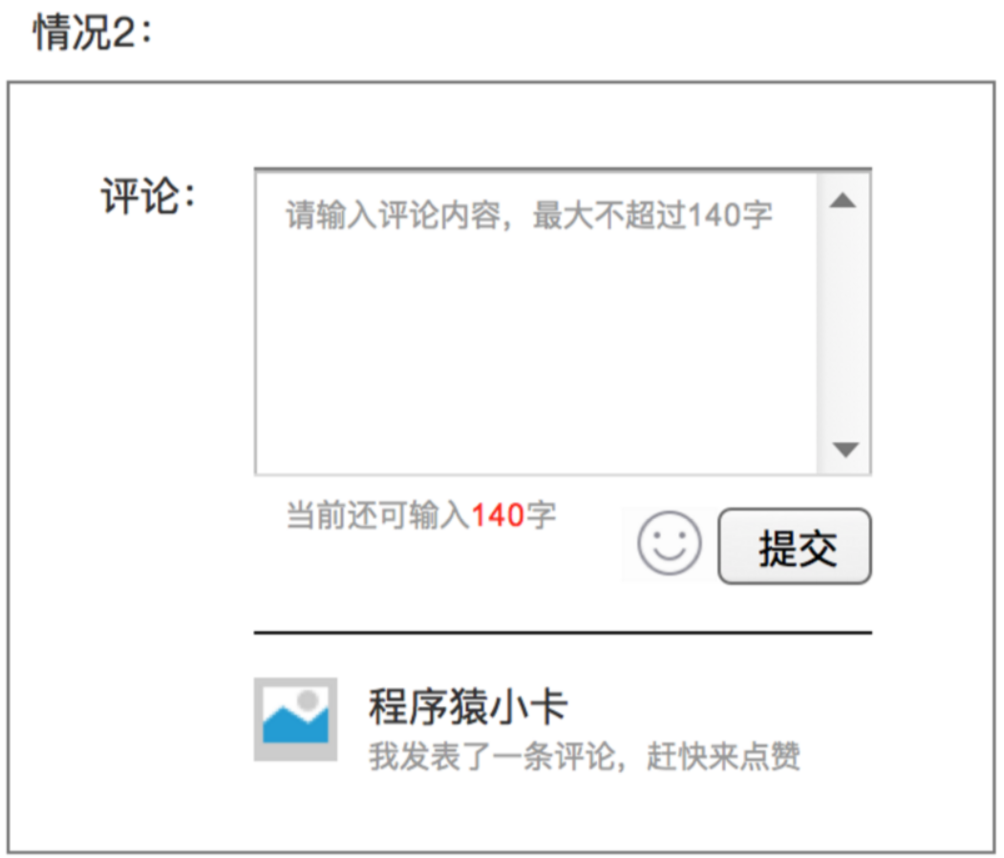 情况2：
评论：
请输入评论内容，最大不超过140字
当前还可输入140字
提交
程序猿小卡
我发表了一条评论，赶快来点赞